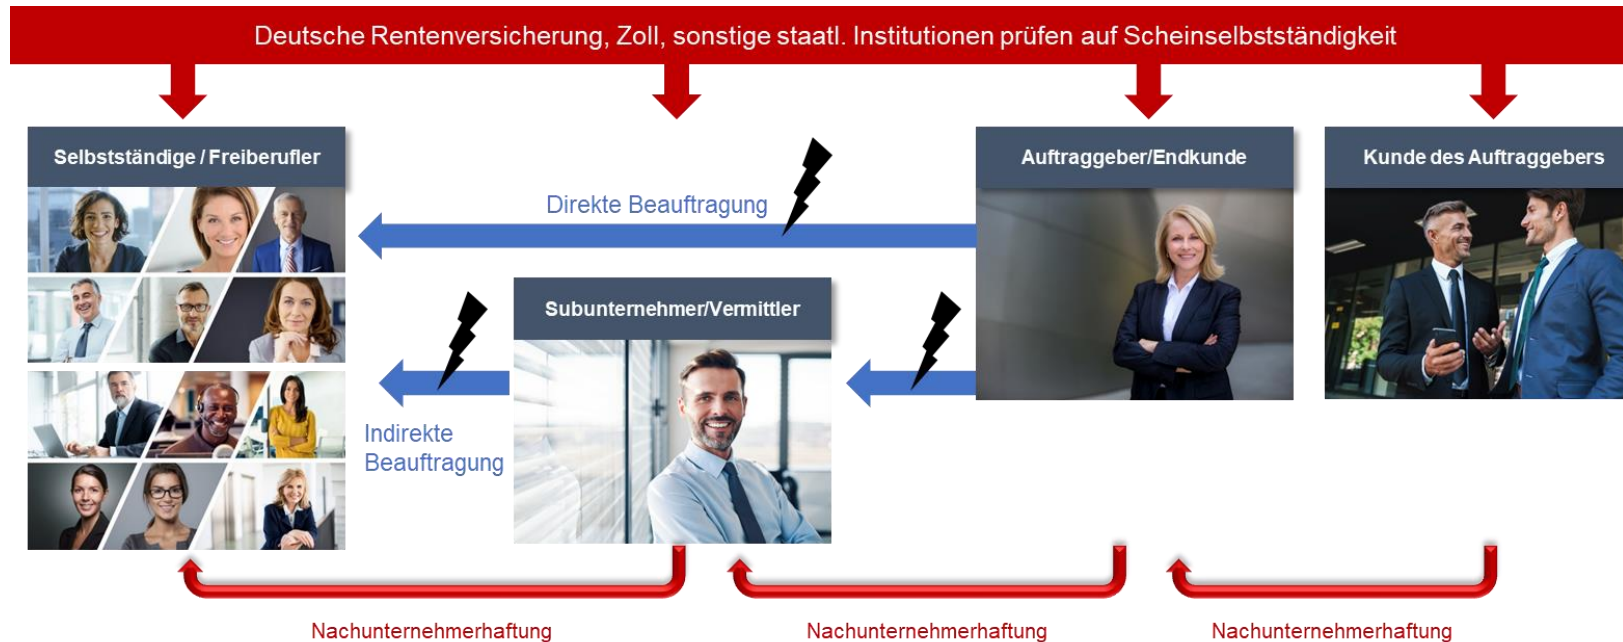 Deutsche Rentenversicherung, Zoll, sonstige staatl. Institutionen prüfen auf Scheinselbstständigkeit
Selbstständige / Freiberufler
Auftraggeber/Endkunde
Kunde des Auftraggebers
Direkte Beauftragung
Subunternehmer/Vermittler
Indirekte
Beauftragung
Nachunternehmerhaftung
Nachunternehmerhaftung
Nachunternehmerhaftung